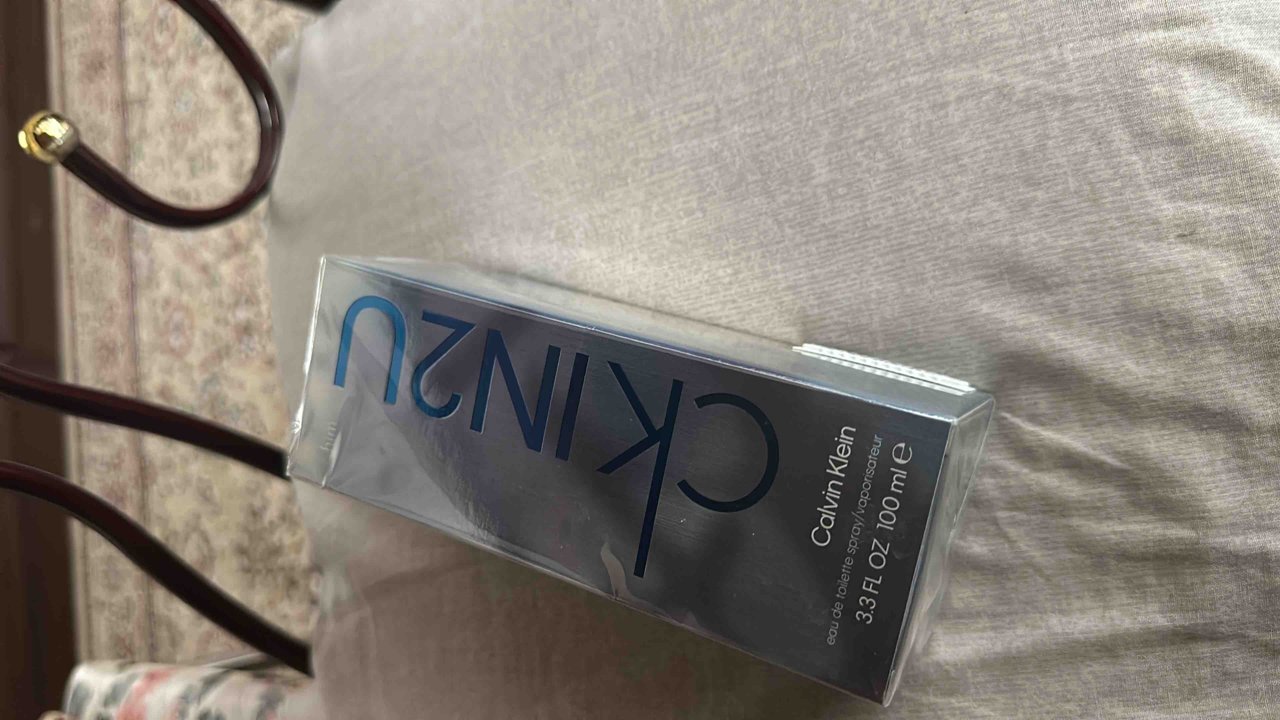 CKIN2U
Calvin Klein
eau de toilette spray/vaporisateur
3.3 FL OZ 100 ml ℮